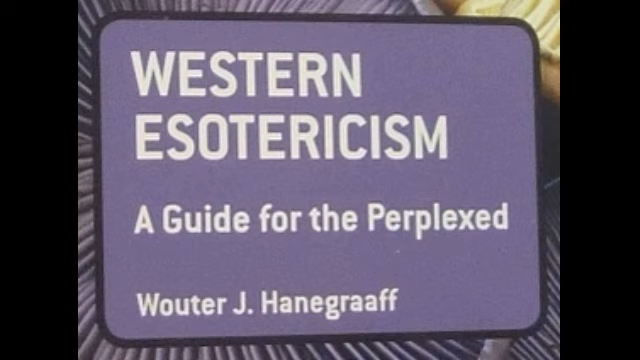 WESTERN
ESOTERICISM
A Guide for the Perplexed
Wouter J. Hanegraaff